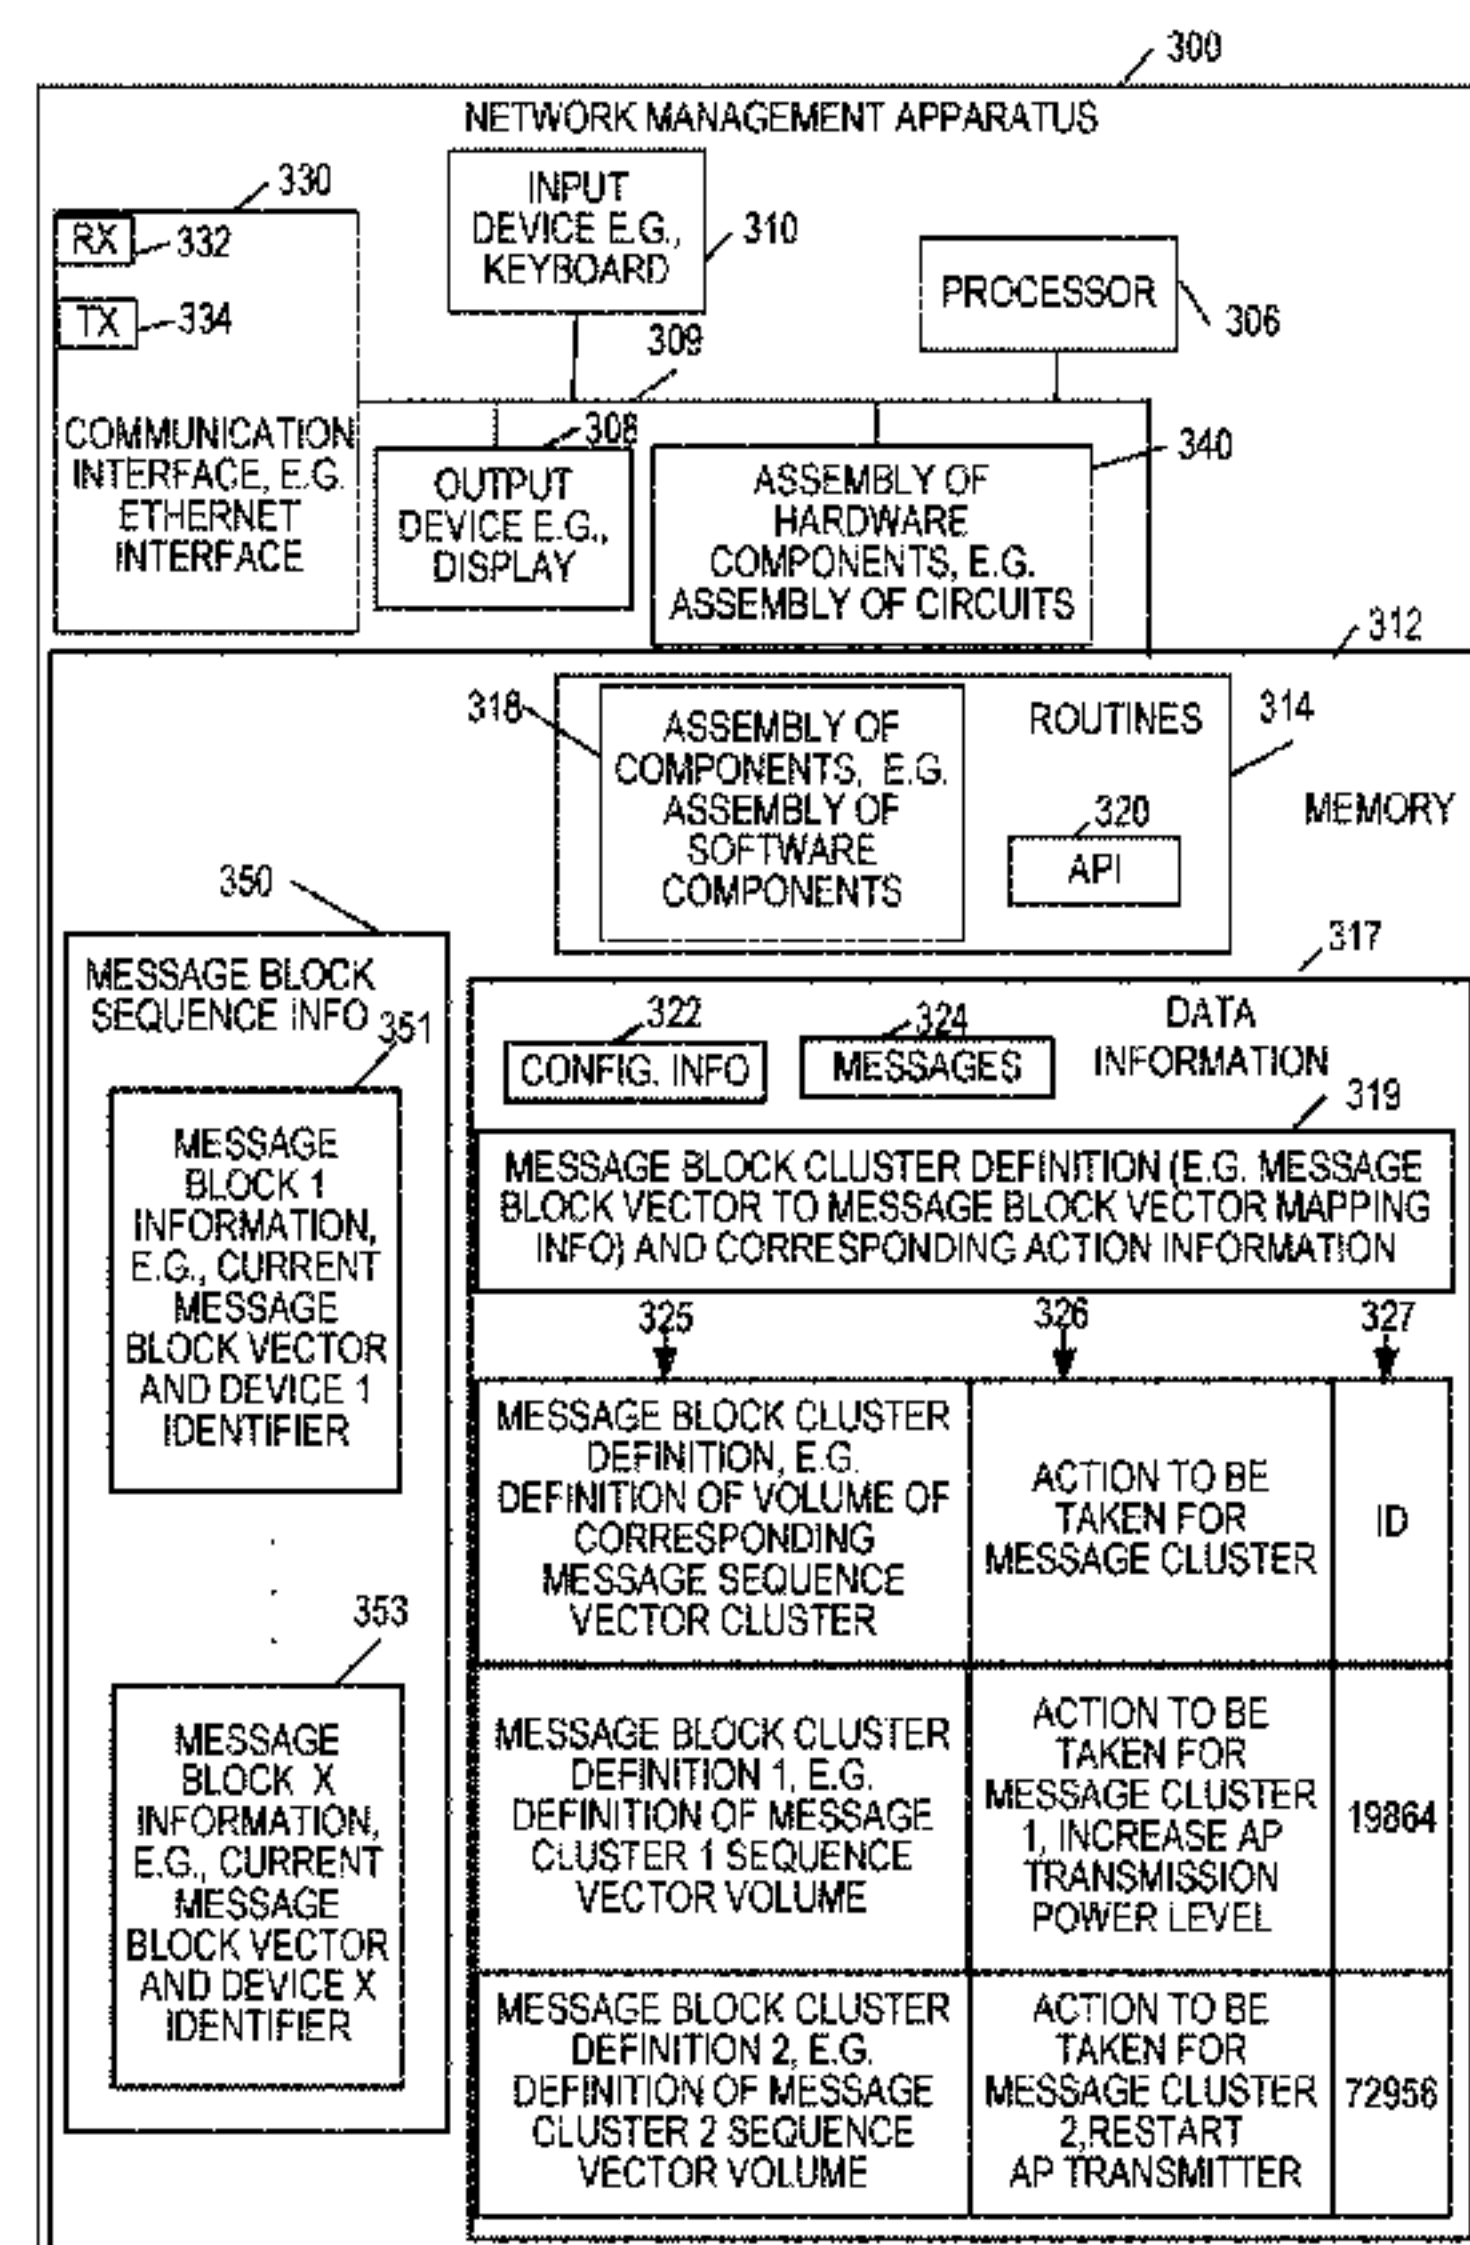 300
NETWORK MANAGEMENT APPARATUS
330
RX
332
TX
334
COMMUNICATION
INTERFACE, E.G.
ETHERNET
INTERFACE
INPUT
DEVICE E.G.,
KEYBOARD
310
PROCESSOR
306
309
308
OUTPUT
DEVICE E.G.,
DISPLAY
340
ASSEMBLY OF
HARDWARE
COMPONENTS, E.G.
ASSEMBLY OF CIRCUITS
312
MEMORY
318
ASSEMBLY OF
COMPONENTS, E.G.
ASSEMBLY OF
SOFTWARE
COMPONENTS
ROUTINES
314
320
API
350
MESSAGE BLOCK
SEQUENCE INFO
351
MESSAGE
BLOCK 1
INFORMATION,
E.G., CURRENT
MESSAGE
BLOCK VECTOR
AND DEVICE 1
IDENTIFIER
353
MESSAGE
BLOCK X
INFORMATION,
E.G., CURRENT
MESSAGE
BLOCK VECTOR
AND DEVICE X
IDENTIFIER
317
DATA
INFORMATION
322
CONFIG. INFO
324
MESSAGES
319
MESSAGE BLOCK CLUSTER DEFINITION (E.G. MESSAGE
BLOCK VECTOR TO MESSAGE BLOCK VECTOR MAPPING
INFO) AND CORRESPONDING ACTION INFORMATION
325
326
327
MESSAGE BLOCK CLUSTER
DEFINITION, E.G.
DEFINITION OF VOLUME OF
CORRESPONDING
MESSAGE SEQUENCE
VECTOR CLUSTER
ACTION TO BE
TAKEN FOR
MESSAGE CLUSTER
ID
MESSAGE BLOCK CLUSTER
DEFINITION 1, E.G.
DEFINITION OF MESSAGE
CLUSTER 1 SEQUENCE
VECTOR VOLUME
ACTION TO BE
TAKEN FOR
MESSAGE CLUSTER
1, INCREASE AP
TRANSMISSION
POWER LEVEL
19864
MESSAGE BLOCK CLUSTER
DEFINITION 2, E.G.
DEFINITION OF MESSAGE
CLUSTER 2 SEQUENCE
VECTOR VOLUME
ACTION TO BE
TAKEN FOR
MESSAGE CLUSTER
2,RESTART
AP TRANSMITTER
72956